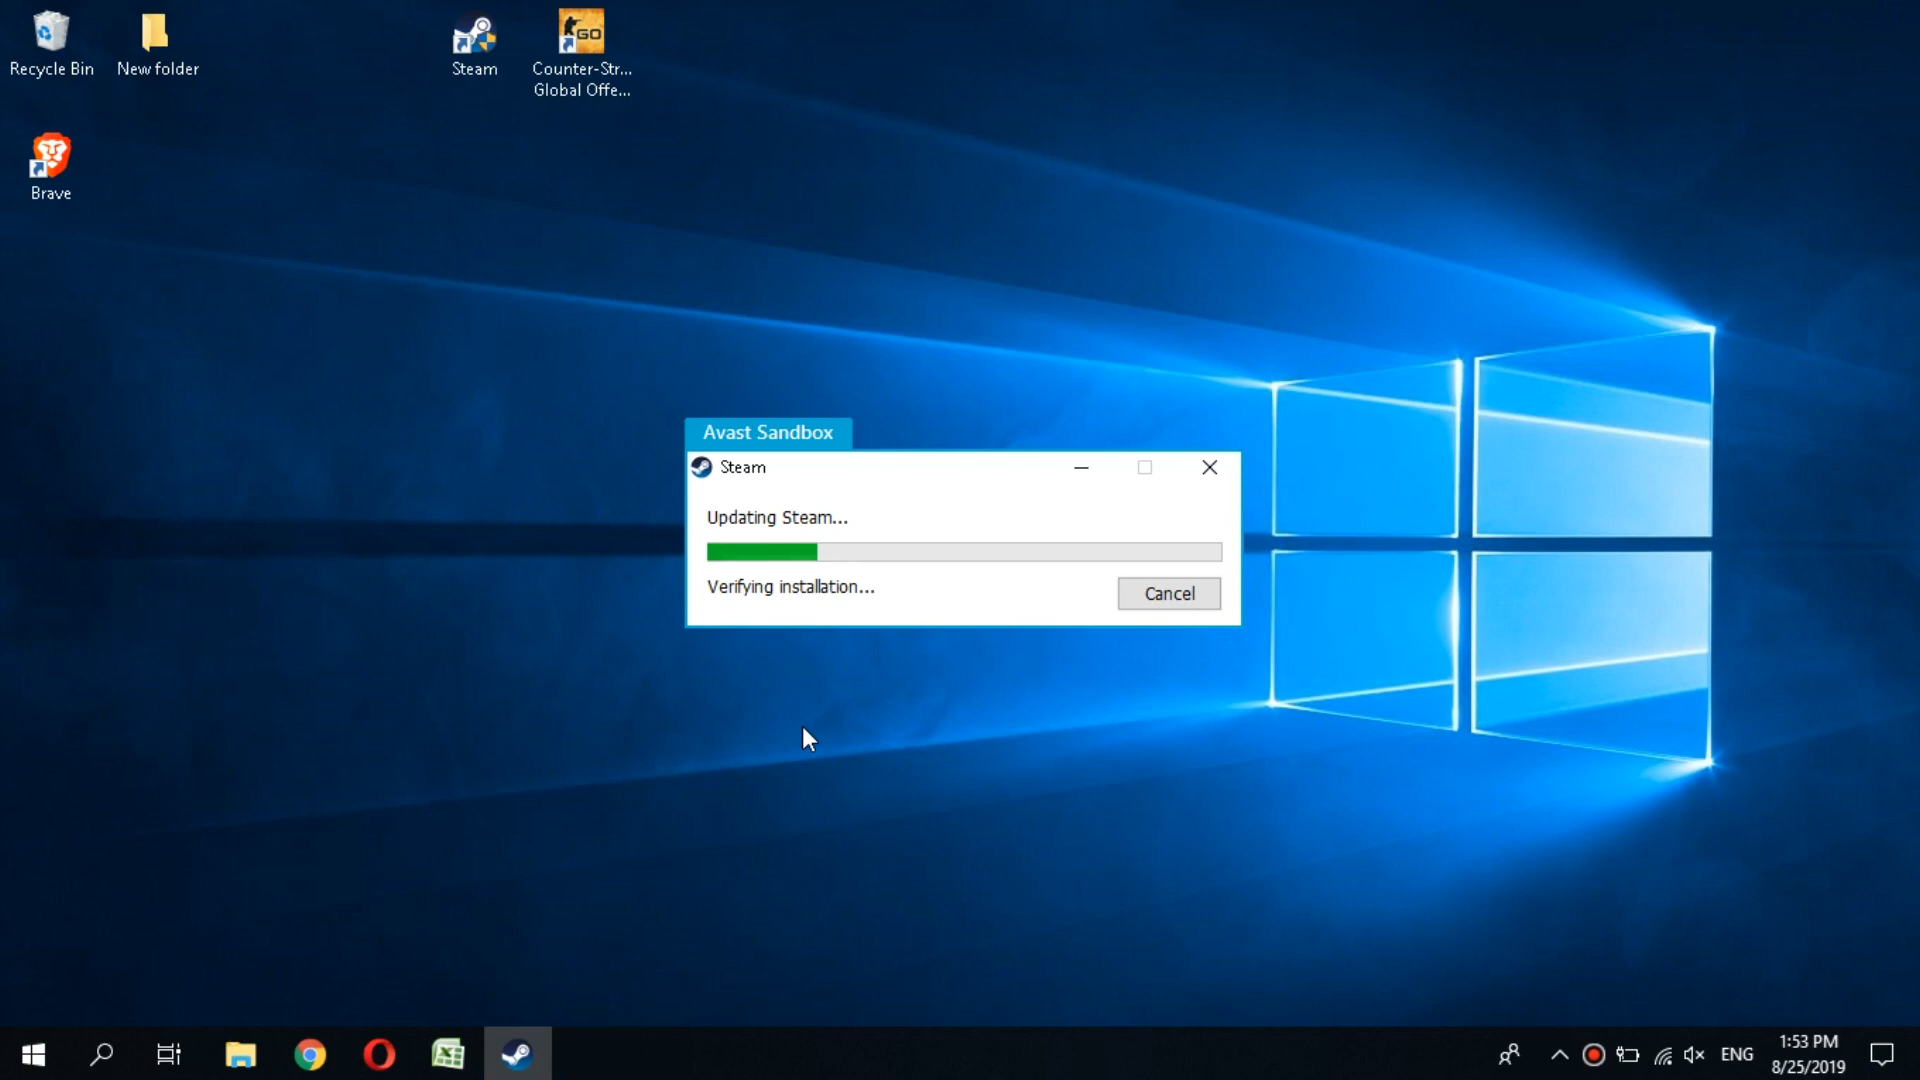 Recycle Bin
New folder
Steam
GO
Counter-Str...
Global Offe...
Brave
Avast Sandbox
Steam
Updating Steam...
Verifying installation...
Cancel
ENG
1:53 PM
8/25/2019